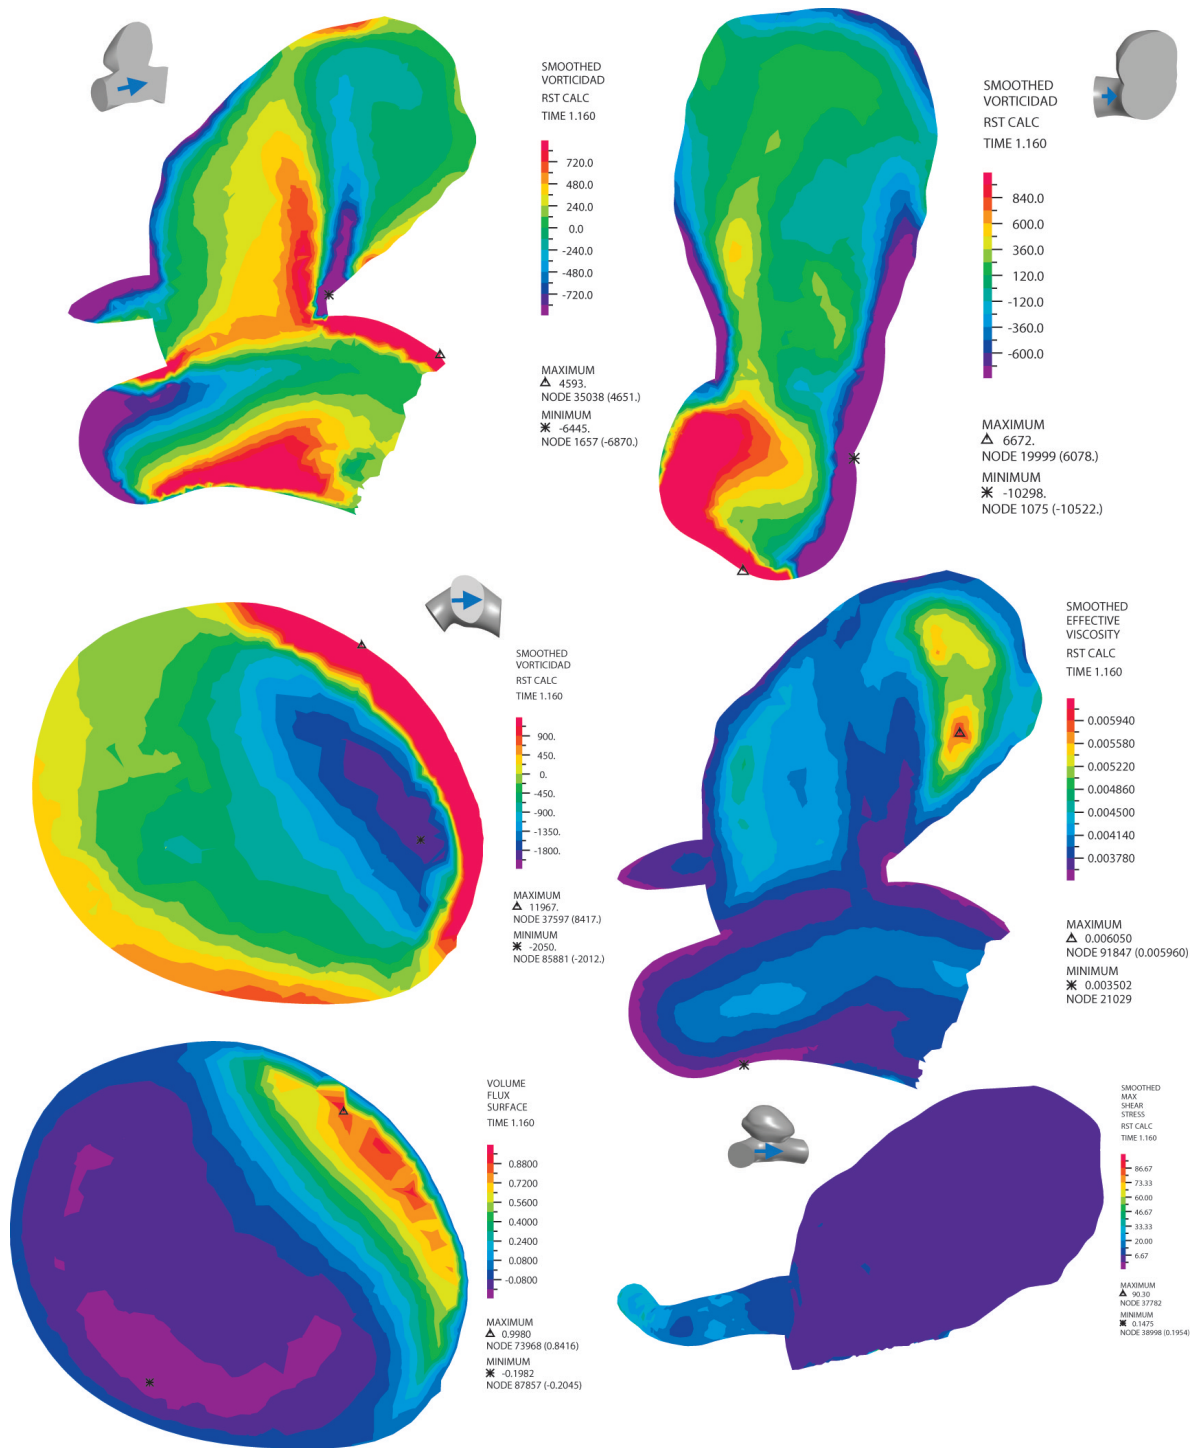 SMOOTHED
VORTICIDAD
RST CALC
TIME 1.160
720.0
480.0
240.0
0.0
-240.0
-480.0
-720.0
MAXIMUM
4593.
NODE 35038 (4651.)
MINIMUM
-6445.
NODE 1657 (-6870.)
SMOOTHED
VORTICIDAD
RST CALC
TIME 1.160
840.0
600.0
360.0
120.0
-120.0
-360.0
-600.0
MAXIMUM
6672.
NODE 19999 (6078.)
MINIMUM
-10298.
NODE 1075 (-10522.)
SMOOTHED
VORTICIDAD
RST CALC
TIME 1.160
900.
450.
0.
-450.
-900.
-1350.
-1800.
MAXIMUM
11967.
NODE 37597 (8417.)
MINIMUM
-2050.
NODE 85881 (-2012.)
SMOOTHED
EFFECTIVE
VISCOSITY
RST CALC
TIME 1.160
0.005940
0.005580
0.005220
0.004860
0.004500
0.004140
0.003780
MAXIMUM
0.006050
NODE 91847 (0.005960)
MINIMUM
0.003502
NODE 21029
VOLUME
FLUX
SURFACE
TIME 1.160
0.8800
0.7200
0.5600
0.4000
0.2400
0.0800
-0.0800
MAXIMUM
0.9980
NODE 73968 (0.8416)
MINIMUM
-0.1982
NODE 87857 (-0.2045)
SMOOTHED
MAX
SHEAR
STRESS
RST CALC
TIME 1.160
86.67
73.33
60.00
46.67
33.33
20.00
6.67
MAXIMUM
90.30
NODE 37782
MINIMUM
0.1475
NODE 38998 (0.1954)